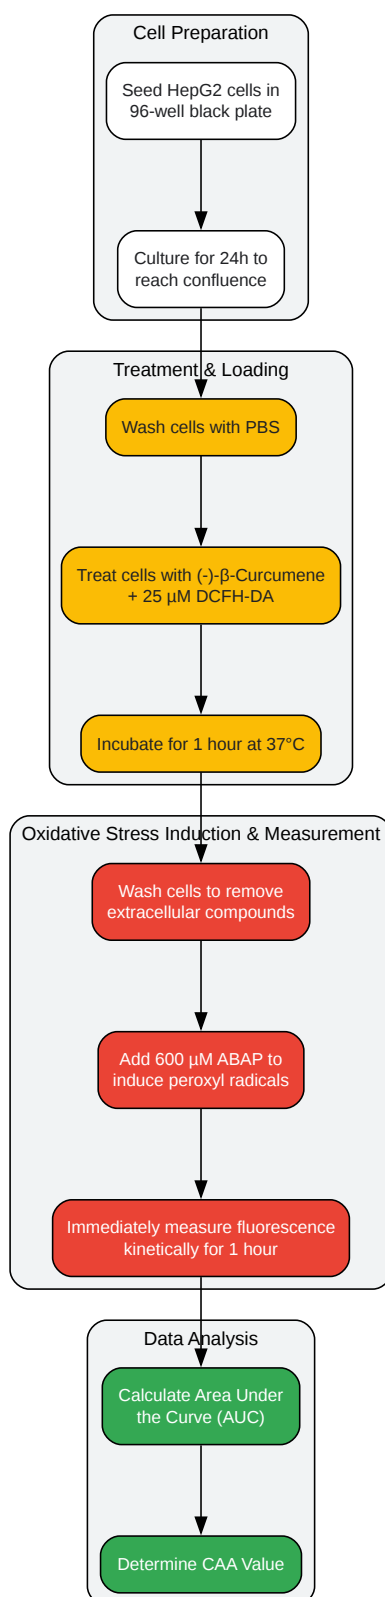 Cell Preparation
Seed HepG2 cells in
96-well black plate
Culture for 24h to
reach confluence
Treatment & Loading
Wash cells with PBS
Treat cells with (-)-β-Curcumene
+ 25 µM DCFH-DA
Incubate for 1 hour at 37°C
Oxidative Stress Induction & Measurement
Wash cells to remove
extracellular compounds
Add 600 µM ABAP to
induce peroxyl radicals
Immediately measure fluorescence
kinetically for 1 hour
Data Analysis
Calculate Area Under
the Curve (AUC)
Determine CAA Value